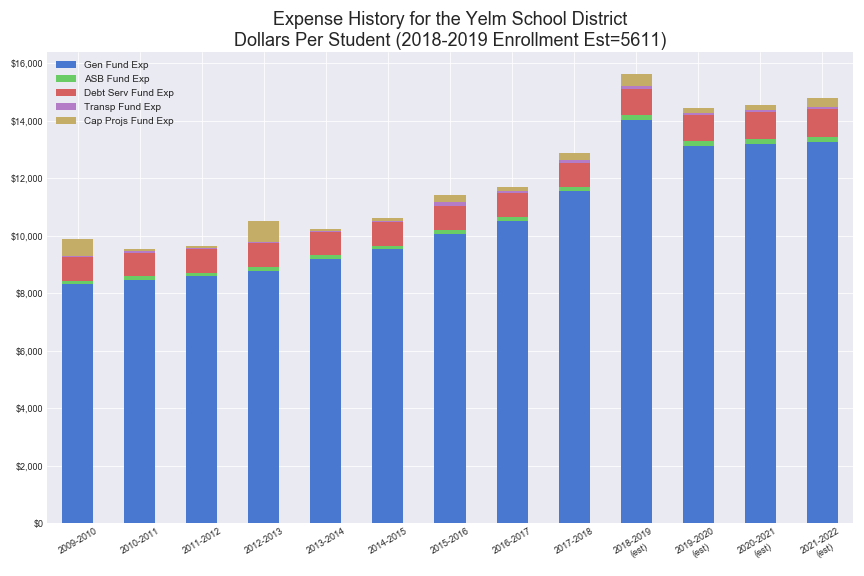 Expense History for the Yelm School District
Dollars Per Student (2018-2019 Enrollment Est=5611)
Gen Fund Exp
ASB Fund Exp
Debt Serv Fund Exp
Transp Fund Exp
Cap Projs Fund Exp
$16,000
$14,000
$12,000
$10,000
$8,000
$6,000
$4,000
$2,000
$0
2009-2010
2010-2011
2011-2012
2012-2013
2013-2014
2014-2015
2015-2016
2016-2017
2017-2018
2018-2019
(est)
2019-2020
(est)
2020-2021
(est)
2021-2022
(est)